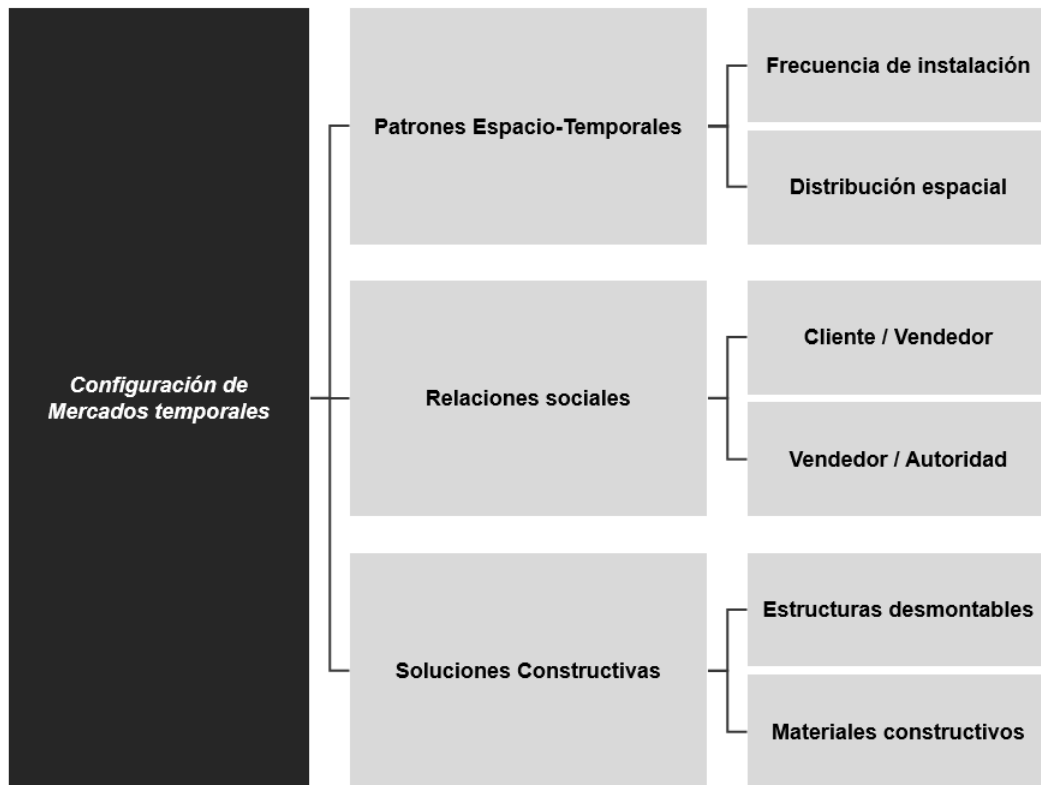 Configuración de
Mercados temporales
Patrones Espacio-Temporales
Frecuencia de instalación
Distribución espacial
Relaciones sociales
Cliente / Vendedor
Vendedor / Autoridad
Soluciones Constructivas
Estructuras desmontables
Materiales constructivos